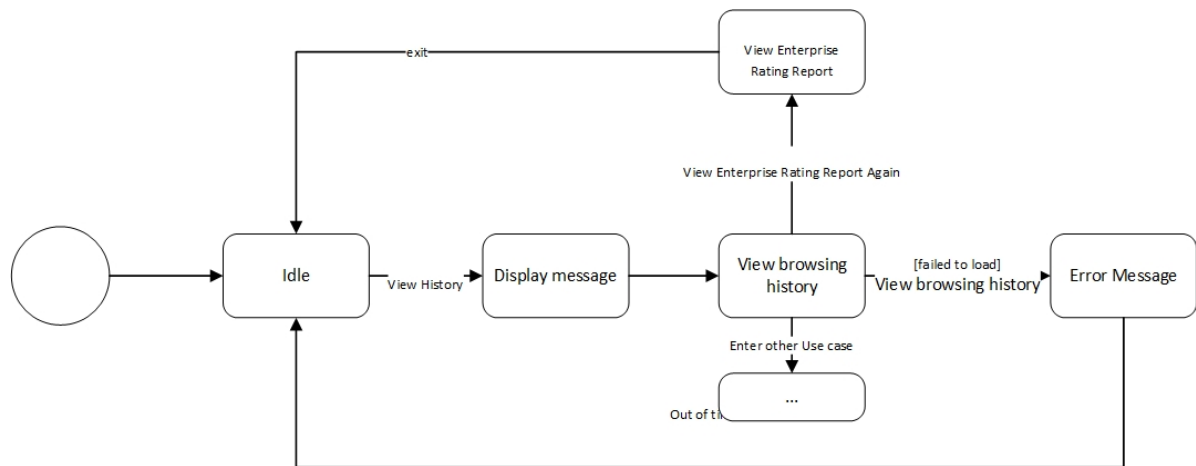 View Enterprise
Rating Report
exit
View Enterprise Rating Report Again
Idle
View History
Display message
View browsing
history
[failed to load]
View browsing history
Error Message
Enter other Use case
...
Out of